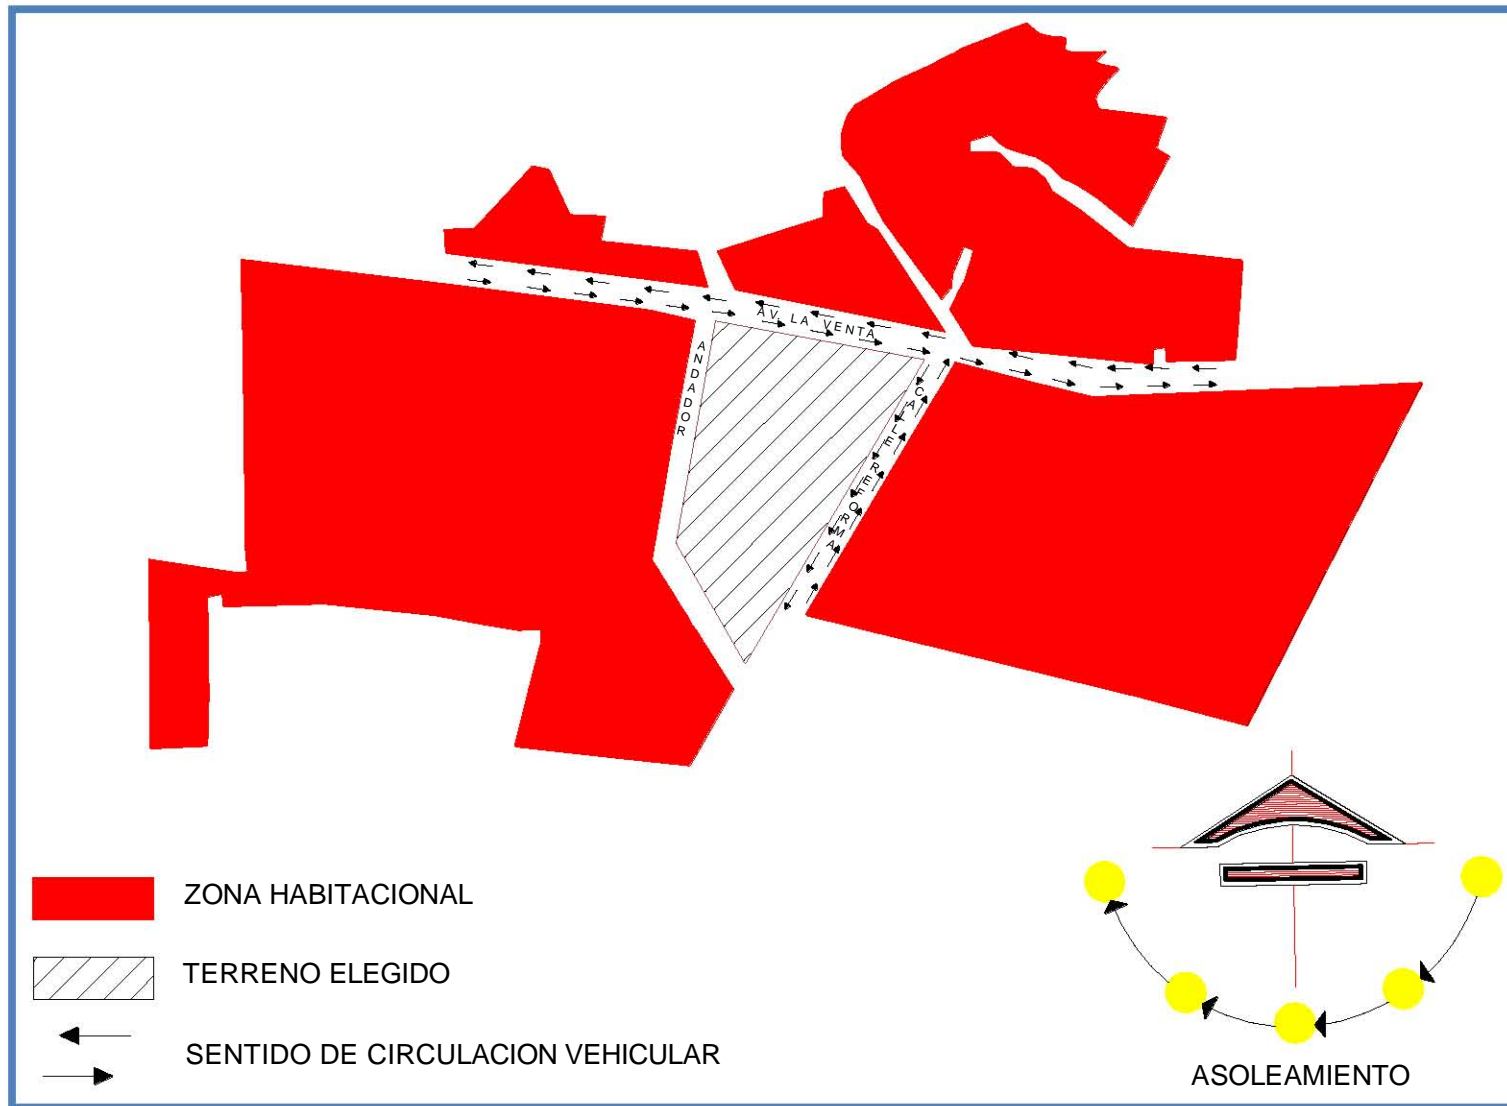 AV. LA VENTA
ANDADOR
CALLE REFORMA
ZONA HABITACIONAL
TERRENO ELEGIDO
SENTIDO DE CIRCULACION VEHICULAR
ASOLEAMIENTO